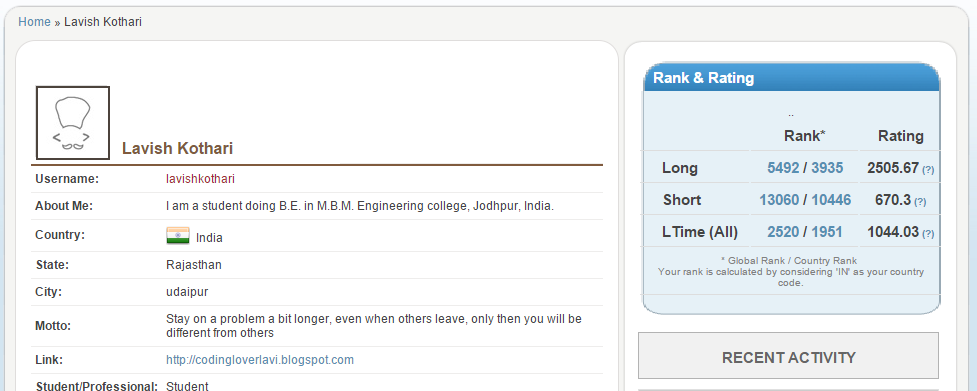 Home » Lavish Kothari
Lavish Kothari
Username: lavishkothari
About Me: I am a student doing B.E. in M.B.M. Engineering college, Jodhpur, India.
Country: India
State: Rajasthan
City: udaipur
Motto: Stay on a problem a bit longer, even when others leave, only then you will be
different from others
Link: http://codingloverlavi.blogspot.com
Student/Professional: Student
Rank & Rating
..
Rank* Rating
Long 5492 / 3935 2505.67 (?)
Short 13060 / 10446 670.3 (?)
LTime (All) 2520 / 1951 1044.03 (?)
* Global Rank / Country Rank
Your rank is calculated by considering 'IN' as your country
code.
RECENT ACTIVITY